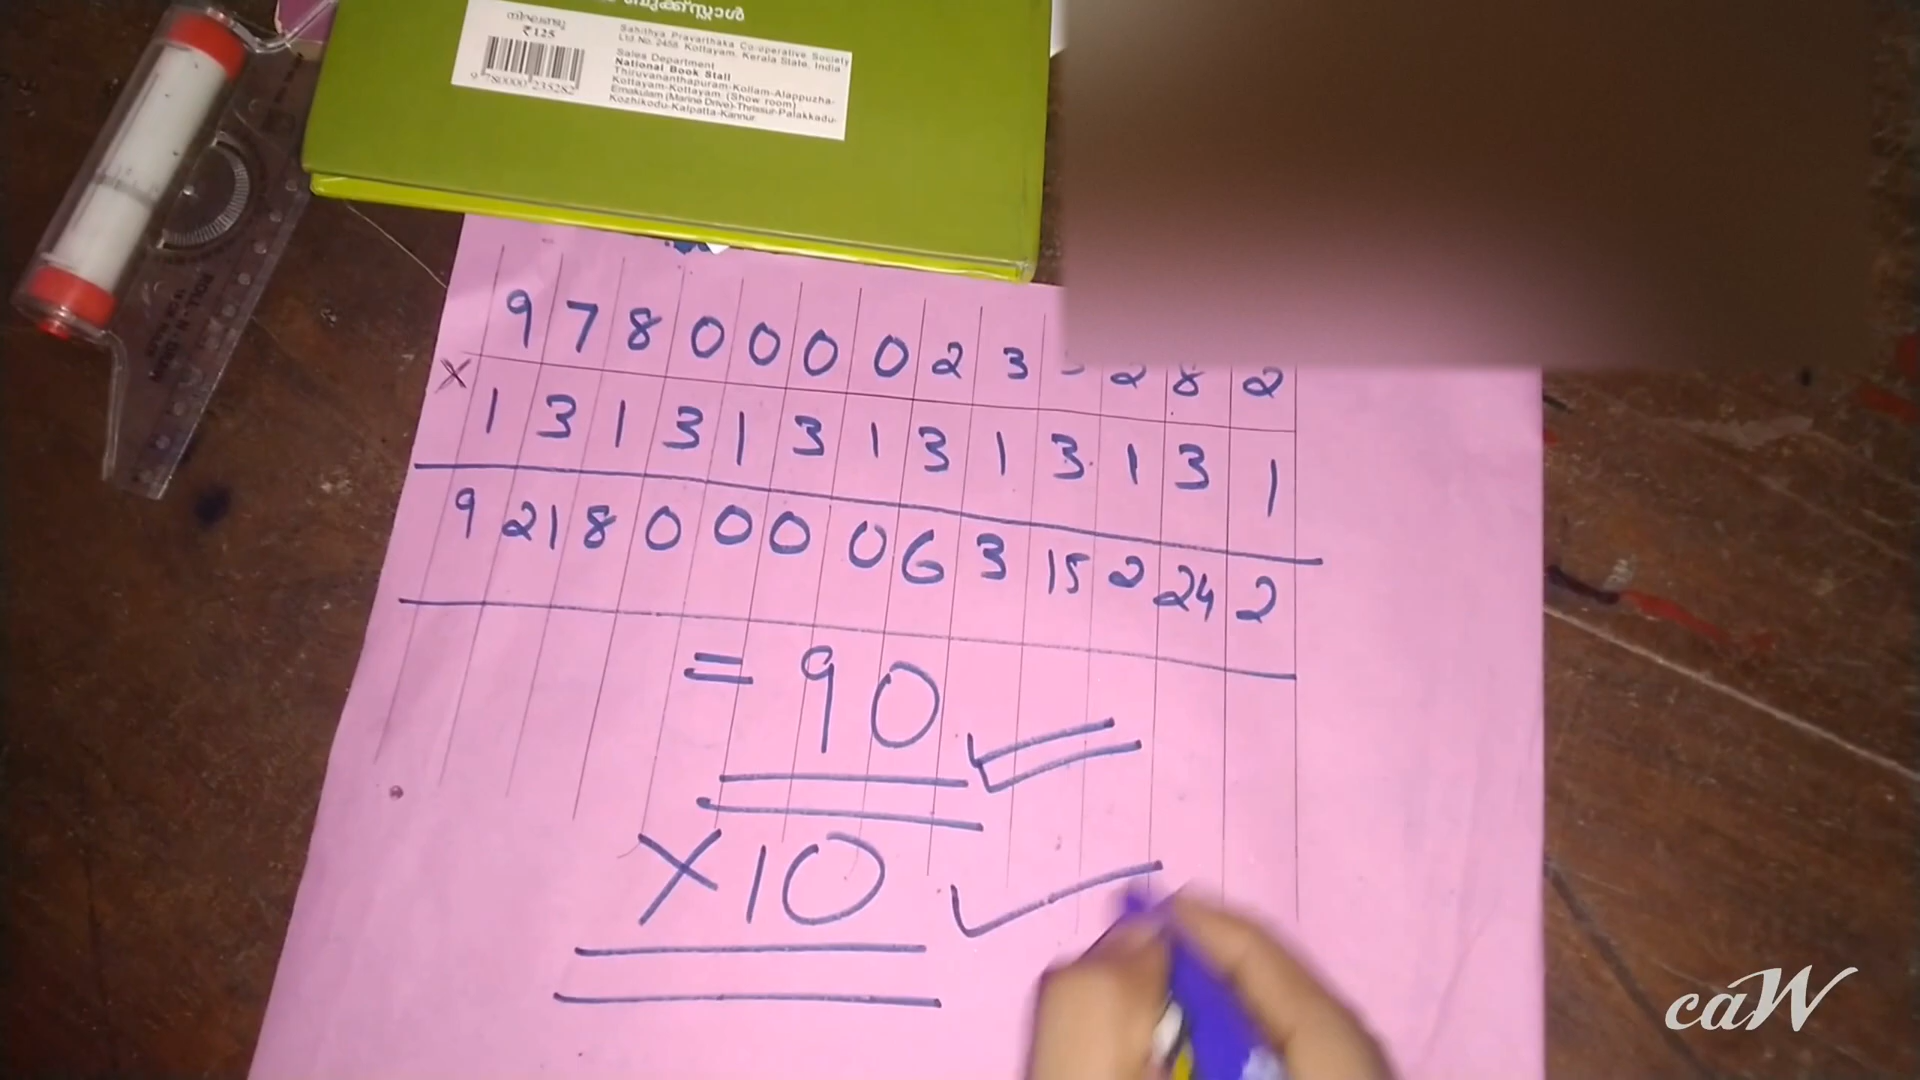 ബുക്ക്സ്റ്റാൾ
നിഘണ്ടു
₹125
9 780000 235282
Sahithya Pravarthaka Co-operative Society
Ltd.No. 2458. Kottayam, Kerala State, India
Sales Department
National Book Stall
Thiruvananthapuram-Kollam-Alappuzha-
Kottayam-Kottayam (Show room)
Ernakulam (Marine Drive)-Thrissur-Palakkadu-
Kozhikodu-Kalpatta-Kannur
9 7 8 0 0 0 0 2 3 2 8 2
× 1 3 1 3 1 3 1 3 1 3 1 3 1
9 21 8 0 0 0 0 6 3 15 2 24 2
= 90
×10
caW